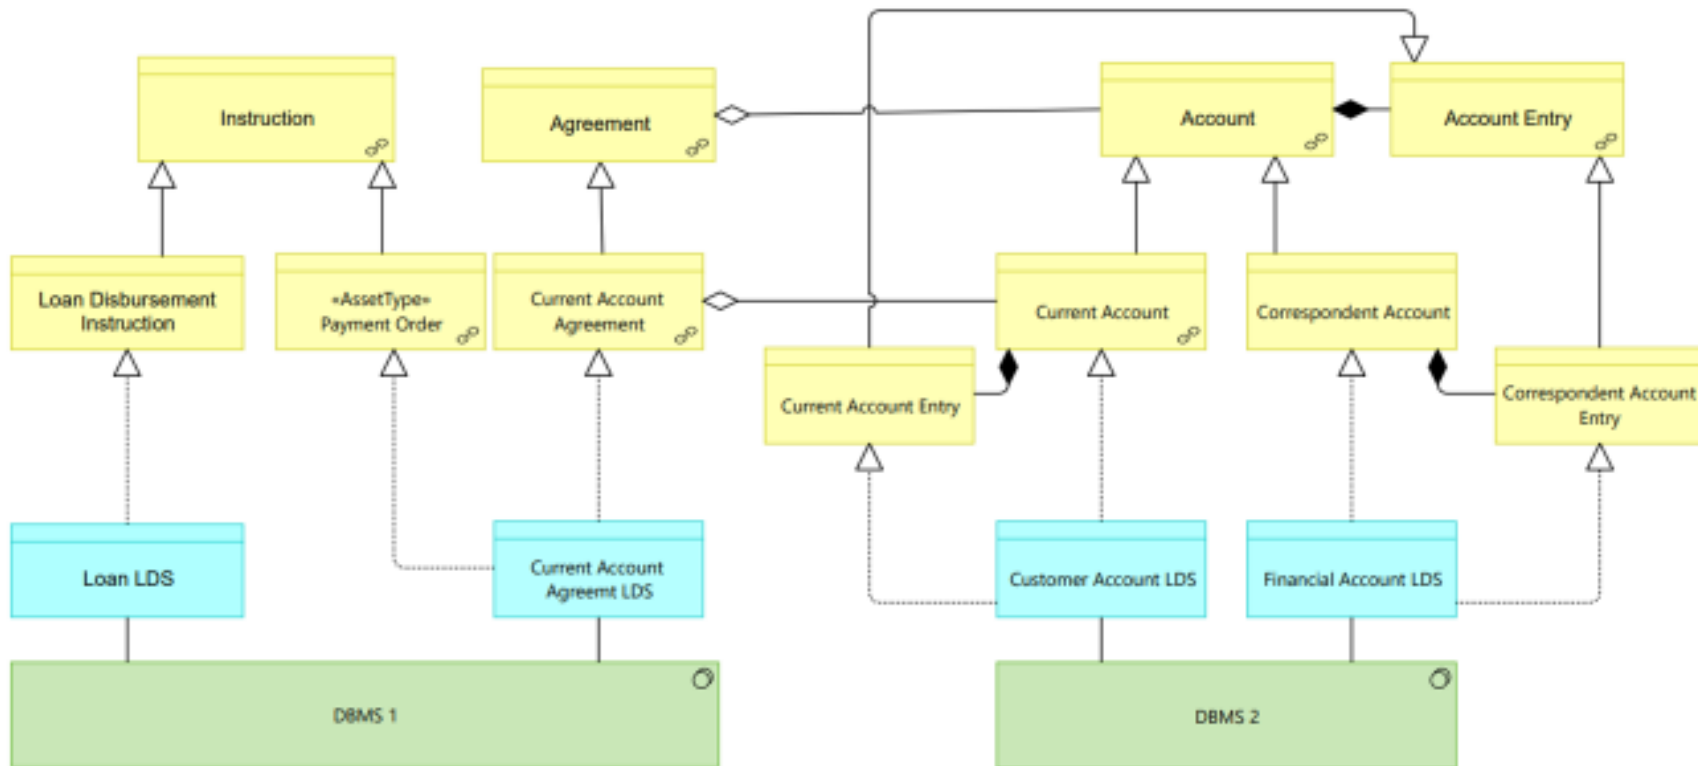 Instruction
Agreement
Account
Account Entry
Loan Disbursement
Instruction
«AssetType»
Payment Order
Current Account
Agreement
Current Account
Correspondent Account
Current Account Entry
Correspondent Account
Entry
Loan LDS
Current Account
Agreemt LDS
Customer Account LDS
Financial Account LDS
DBMS 1
DBMS 2